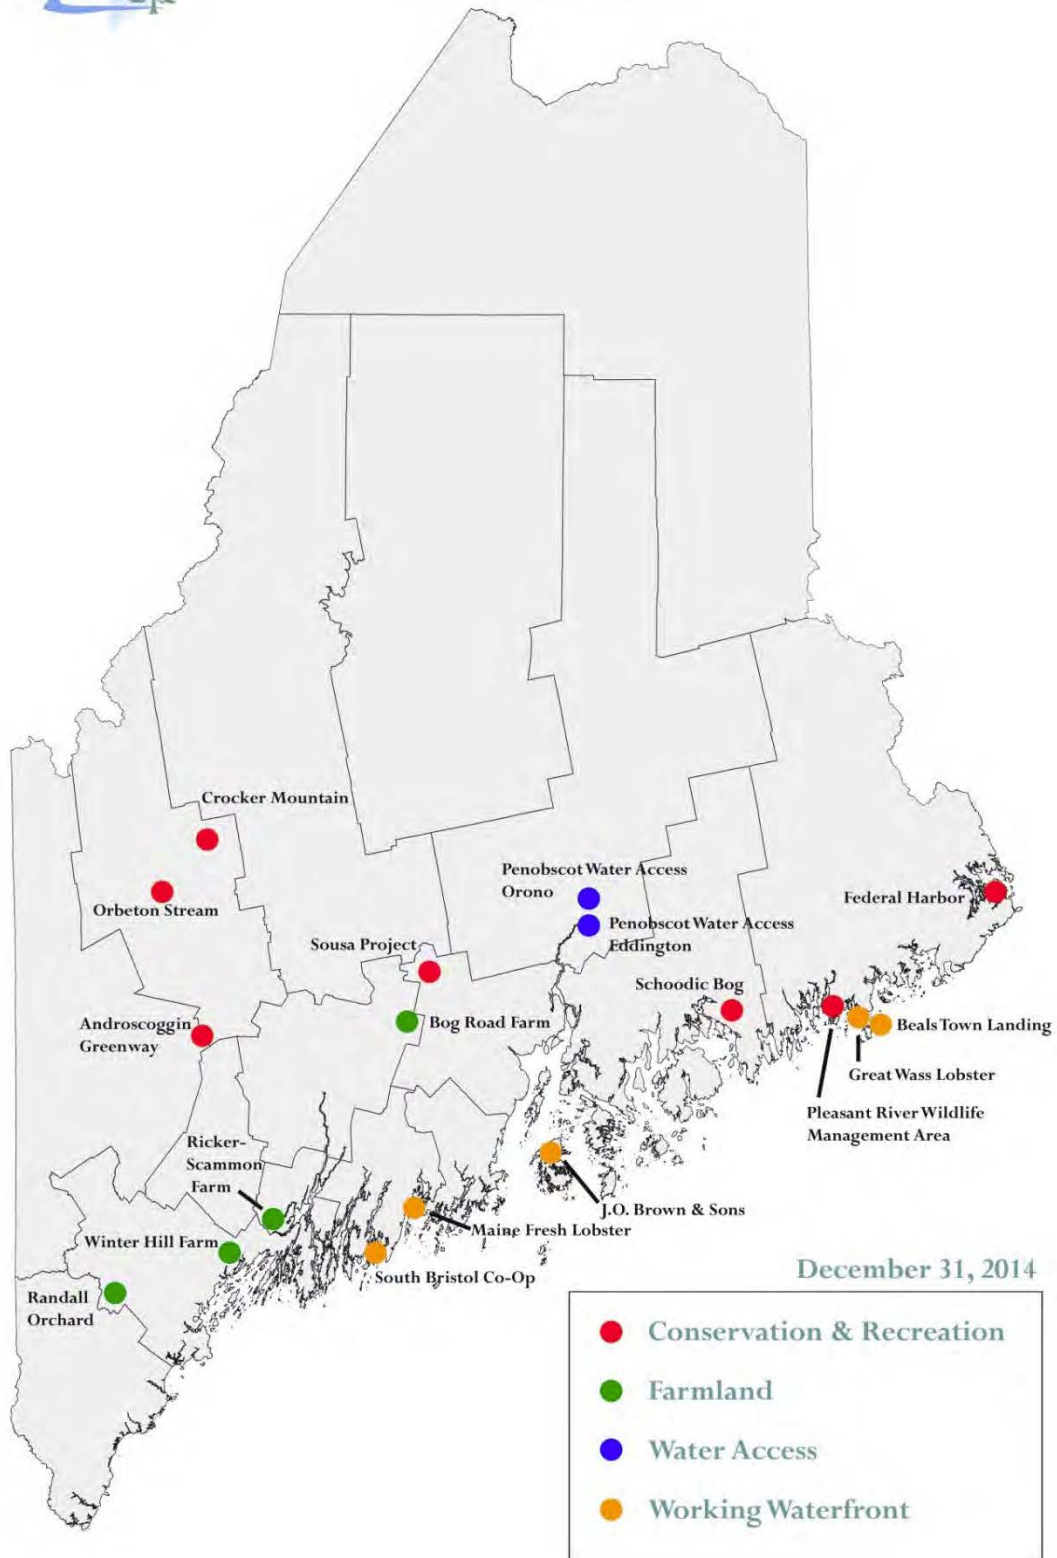 Crocker Mountain
Orbeton Stream
Penobscot Water Access
Orono
Penobscot Water Access
Eddington
Federal Harbor
Sousa Project
Schoodic Bog
Androscoggin
Greenway
Bog Road Farm
Beals Town Landing
Great Wass Lobster
Pleasant River Wildlife
Management Area
Ricker-
Scammon
Farm
J.O. Brown & Sons
Maine Fresh Lobster
Winter Hill Farm
South Bristol Co-Op
Randall
Orchard
December 31, 2014
Conservation & Recreation
Farmland
Water Access
Working Waterfront